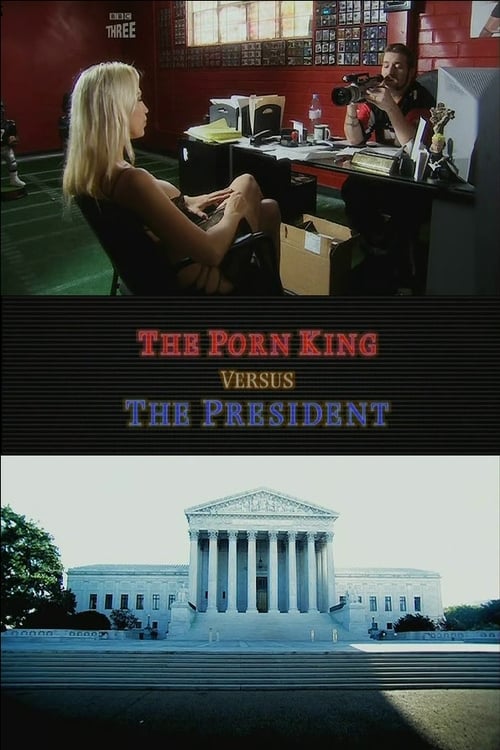 BBC
THREE
THE PORN KING
VERSUS
THE PRESIDENT